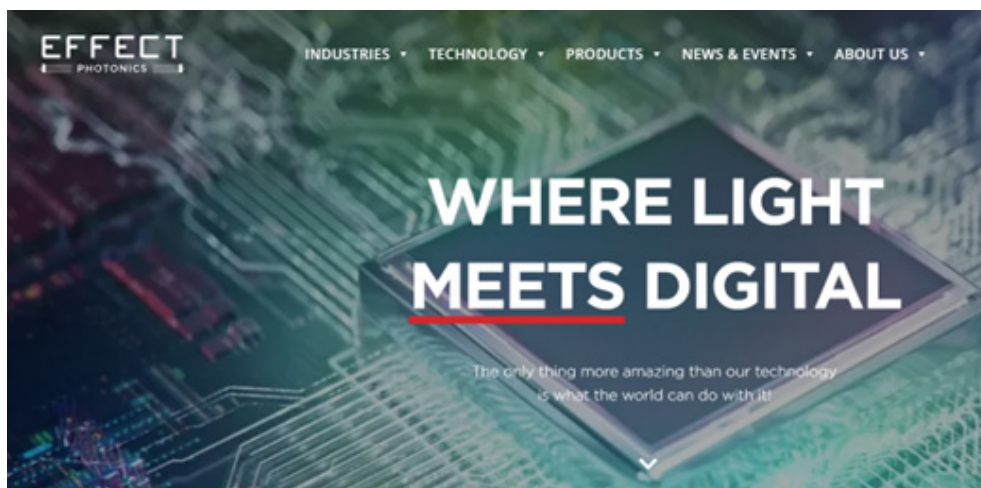 EFFECT
PHOTONICS
INDUSTRIES TECHNOLOGY PRODUCTS NEWS & EVENTS ABOUT US
WHERE LIGHT
MEETS DIGITAL
The only thing more amazing than our technology
is what the world can do with it!